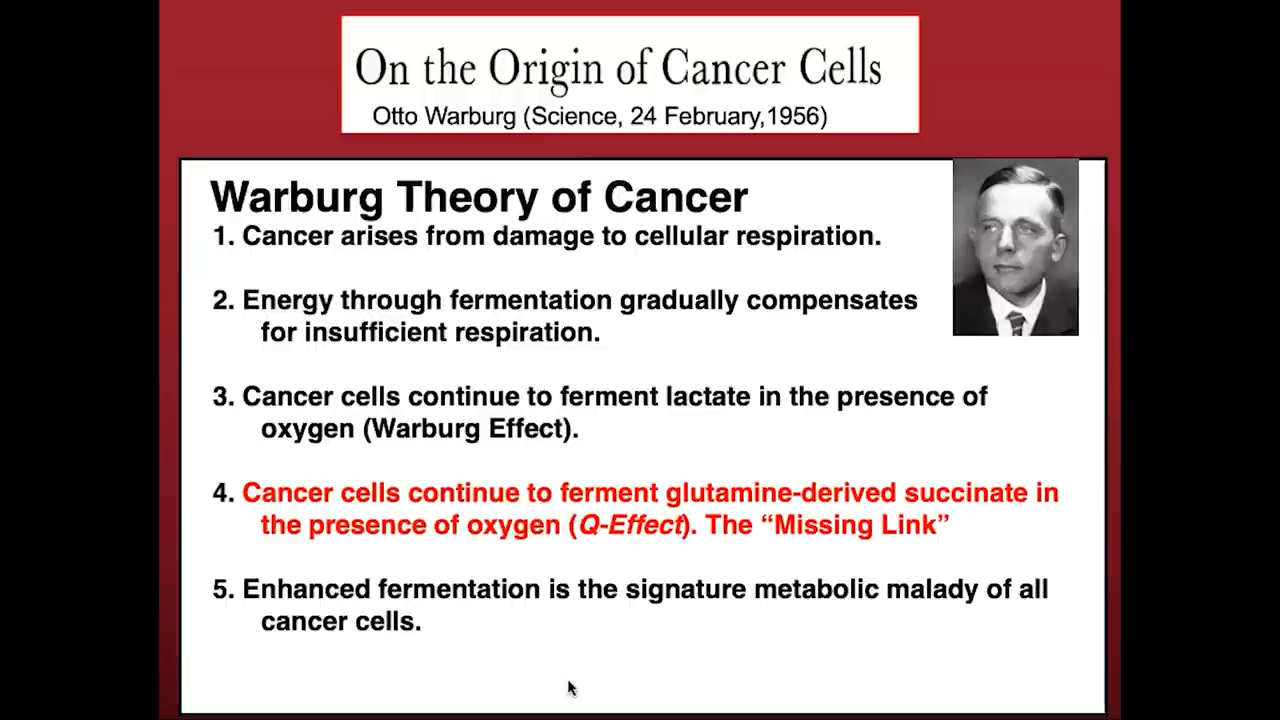 On the Origin of Cancer Cells
Otto Warburg (Science, 24 February,1956)
Warburg Theory of Cancer
1. Cancer arises from damage to cellular respiration.
2. Energy through fermentation gradually compensates
for insufficient respiration.
3. Cancer cells continue to ferment lactate in the presence of
oxygen (Warburg Effect).
4. Cancer cells continue to ferment glutamine-derived succinate in
the presence of oxygen (Q-Effect). The “Missing Link”
5. Enhanced fermentation is the signature metabolic malady of all
cancer cells.